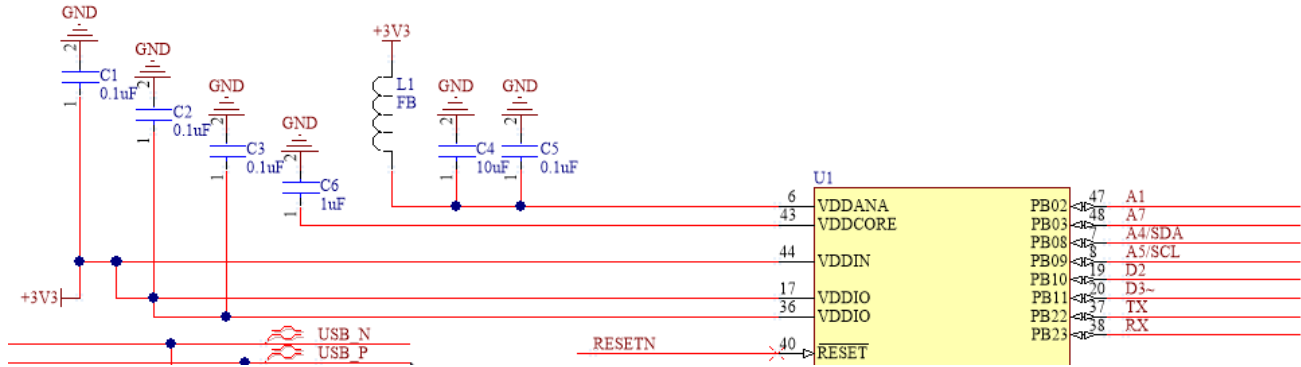 GND
2
C1
0.1uF
1
GND
2
C2
0.1uF
1
GND
2
C3
0.1uF
1
GND
2
C6
1uF
1
+3V3
L1
FB
GND
2
C4
10uF
1
GND
2
C5
0.1uF
1
+3V3
U1
6 VDDANA
43 VDDCORE
44 VDDIN
17 VDDIO
36 VDDIO
RESETN 40 RESET
PB02 47 A1
PB03 48 A7
PB08 7 A4/SDA
PB09 8 A5/SCL
PB10 19 D2
PB11 20 D3~
PB22 37 TX
PB23 38 RX
USB_N
USB_P